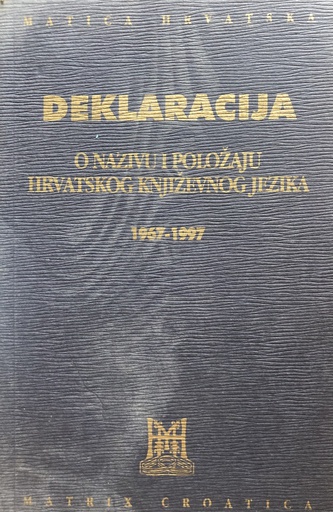 MATICA HRVATSKA
DEKLARACIJA
O NAZIVU I POLOŽAJU
HRVATSKOG KNJIŽEVNOG JEZIKA
1967-1997
MATRIX CROATICA